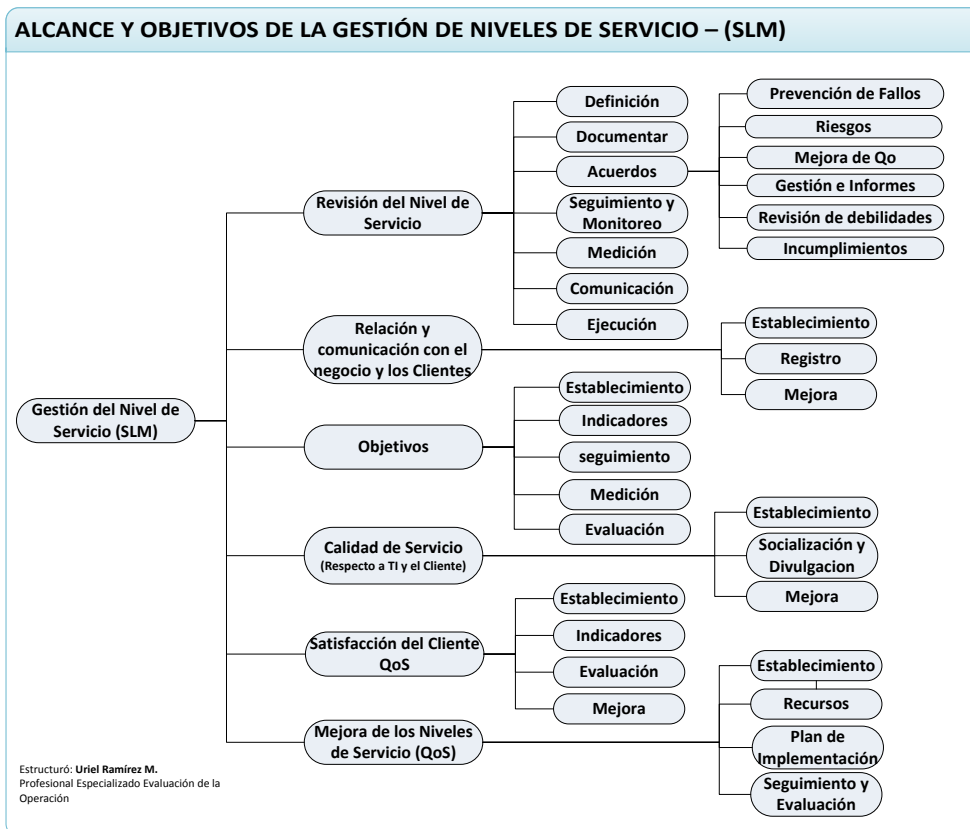 ALCANCE Y OBJETIVOS DE LA GESTIÓN DE NIVELES DE SERVICIO – (SLM)
Gestión del Nivel de
Servicio (SLM)
Revisión del Nivel de
Servicio
Definición
Documentar
Acuerdos
Prevención de Fallos
Riesgos
Mejora de Qo
Gestión e Informes
Revisión de debilidades
Incumplimientos
Seguimiento y
Monitoreo
Medición
Comunicación
Ejecución
Relación y
comunicación con el
negocio y los Clientes
Establecimiento
Registro
Mejora
Objetivos
Establecimiento
Indicadores
seguimiento
Medición
Evaluación
Calidad de Servicio
(Respecto a TI y el Cliente)
Establecimiento
Socialización y
Divulgacion
Mejora
Satisfacción del Cliente
QoS
Establecimiento
Indicadores
Evaluación
Mejora
Mejora de los Niveles
de Servicio (QoS)
Establecimiento
Recursos
Plan de
Implementación
Seguimiento y
Evaluación
Estructuró: Uriel Ramírez M.
Profesional Especializado Evaluación de la
Operación